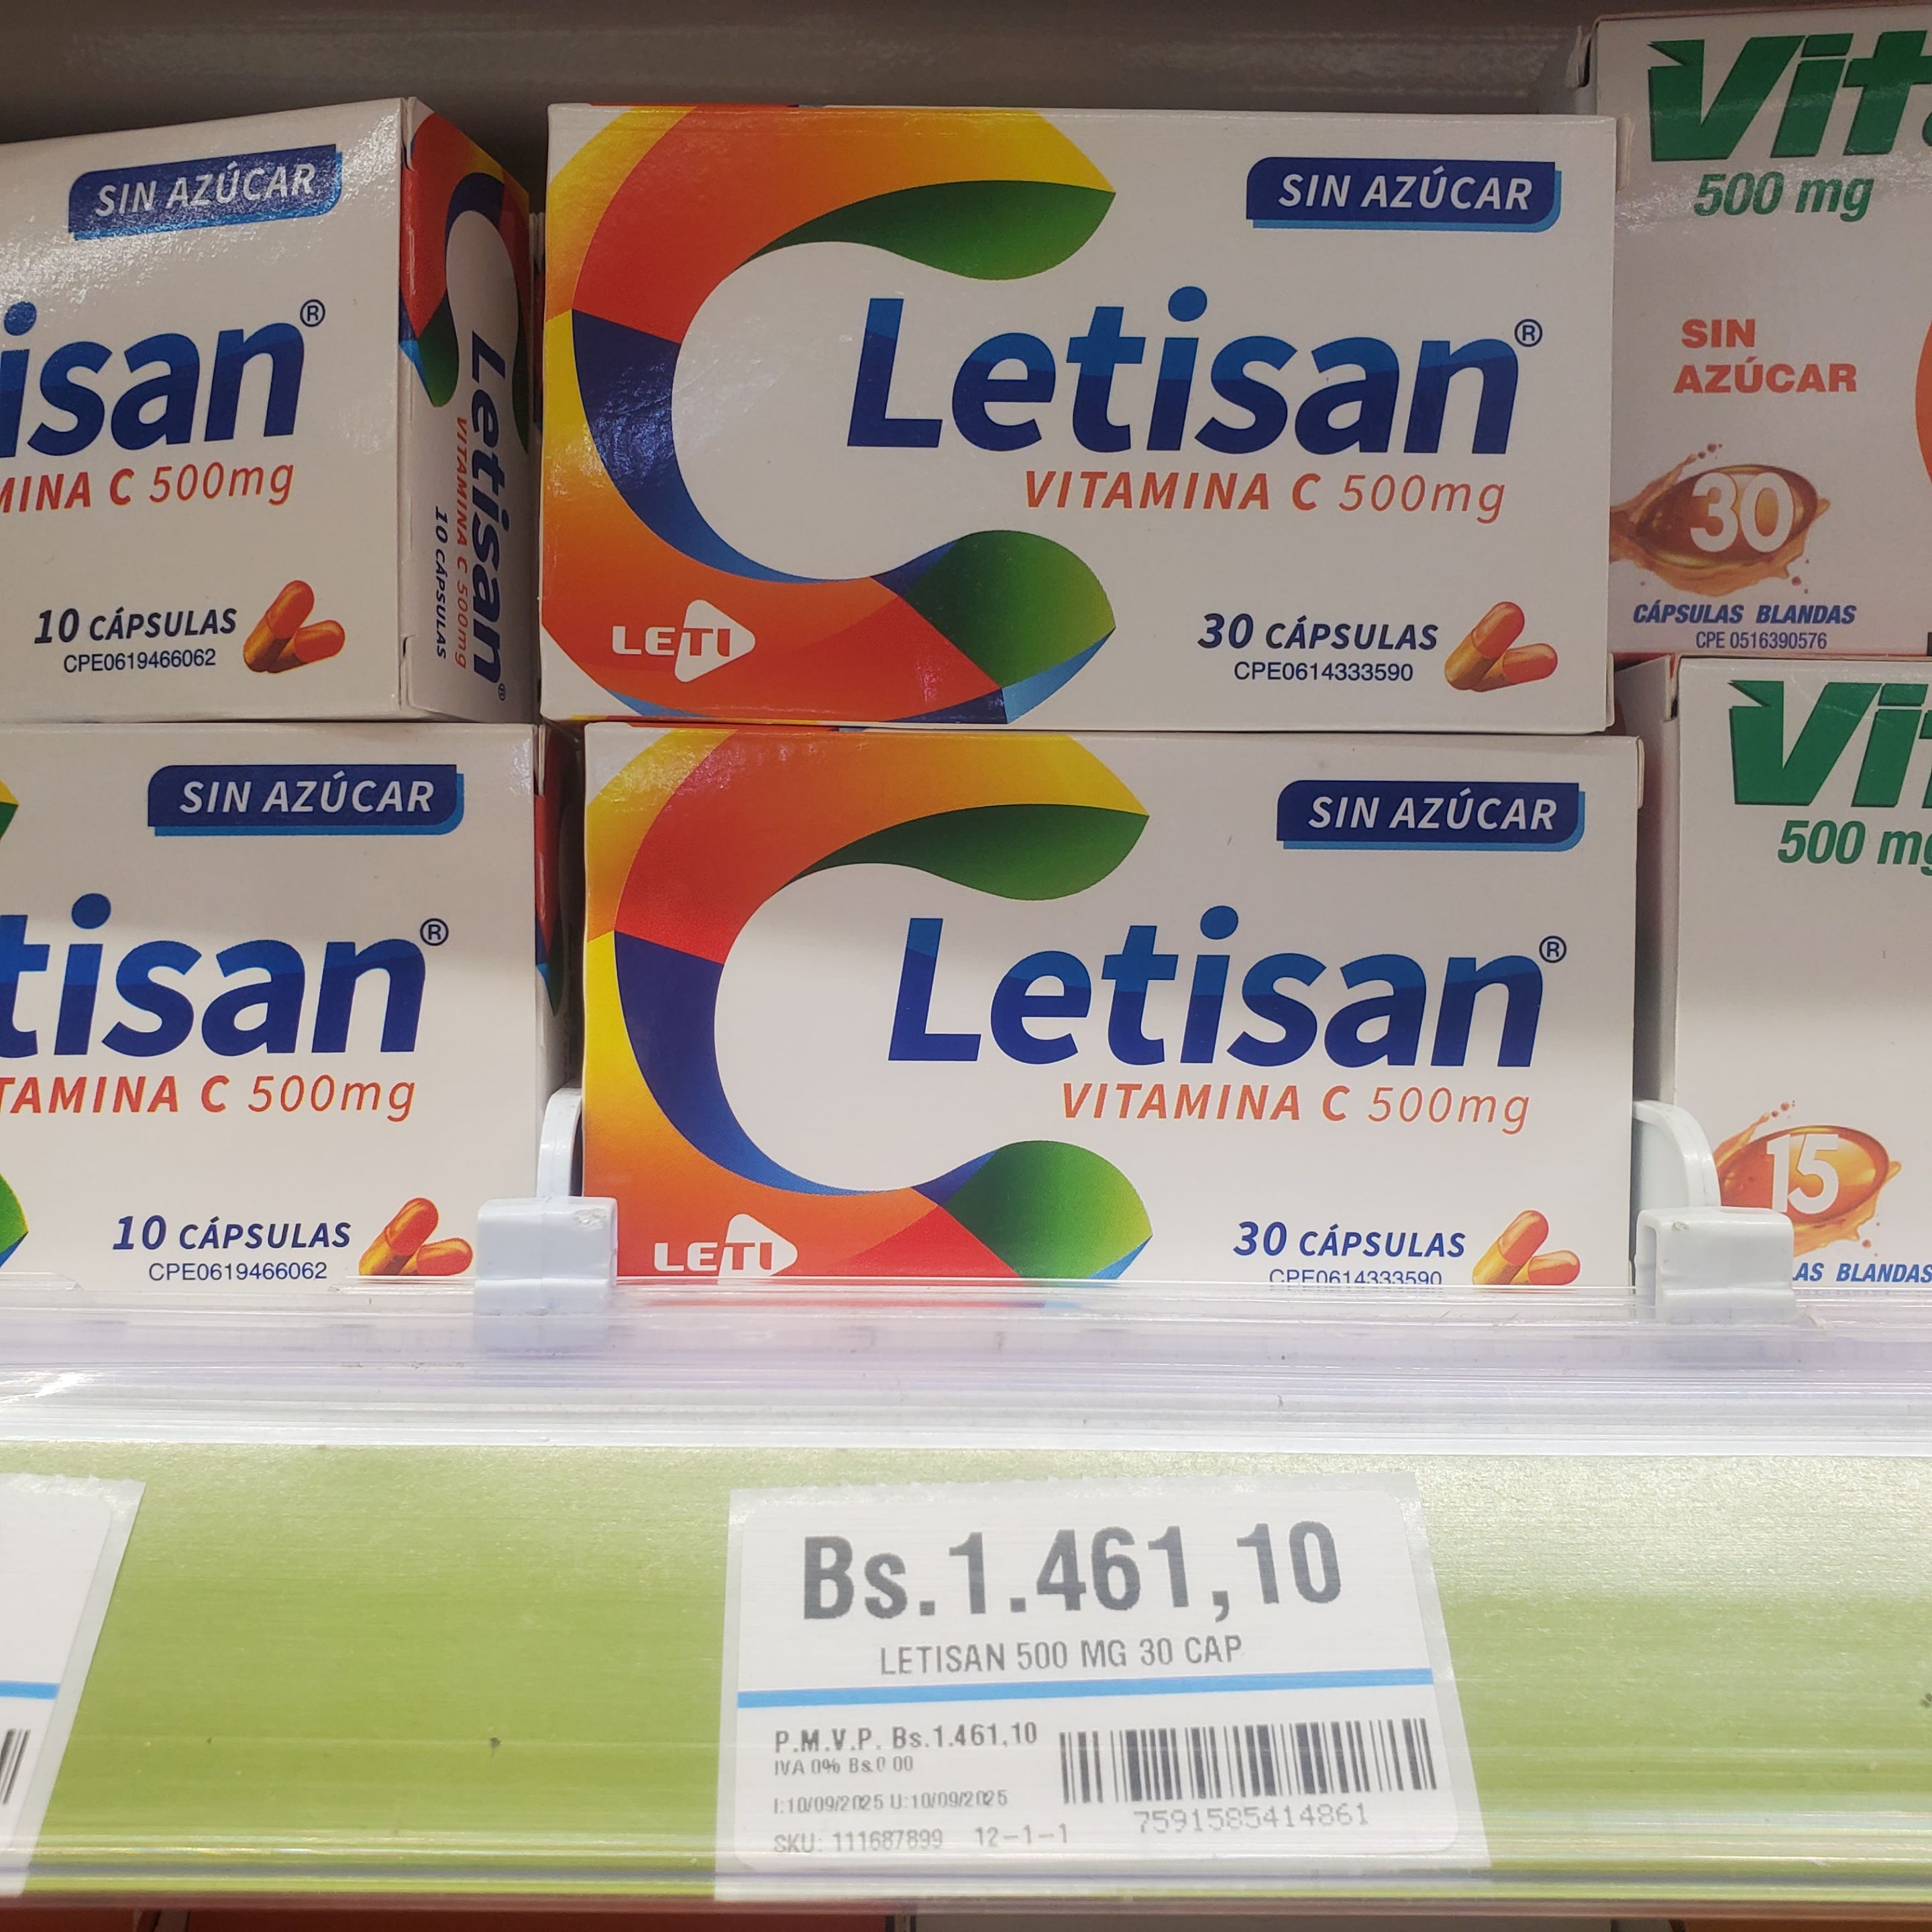 SIN AZÚCAR
isan®
MINA C 500mg
10 CÁPSULAS
CPE0619466062
Letisan®
VITAMINA C 500mg
10 CÁPSULAS
SIN AZÚCAR
Letisan®
VITAMINA C 500mg
LETI
30 CÁPSULAS
CPE0614333590
Vit
500 mg
SIN
AZÚCAR
30
CÁPSULAS BLANDAS
CPE 0516390576
SIN AZÚCAR
tisan®
TAMINA C 500mg
10 CÁPSULAS
CPE0619466062
SIN AZÚCAR
Letisan®
VITAMINA C 500mg
LETI
30 CÁPSULAS
CPE0614333590
Vit
500 mg
15
AS BLANDAS
Bs.1.461,10
LETISAN 500 MG 30 CAP
P.M.V.P. Bs.1.461,10
IVA 0% Bs.0 00
I:10/09/2025 U:10/09/2025
SKU: 111687899 12-1-1
7591585414861